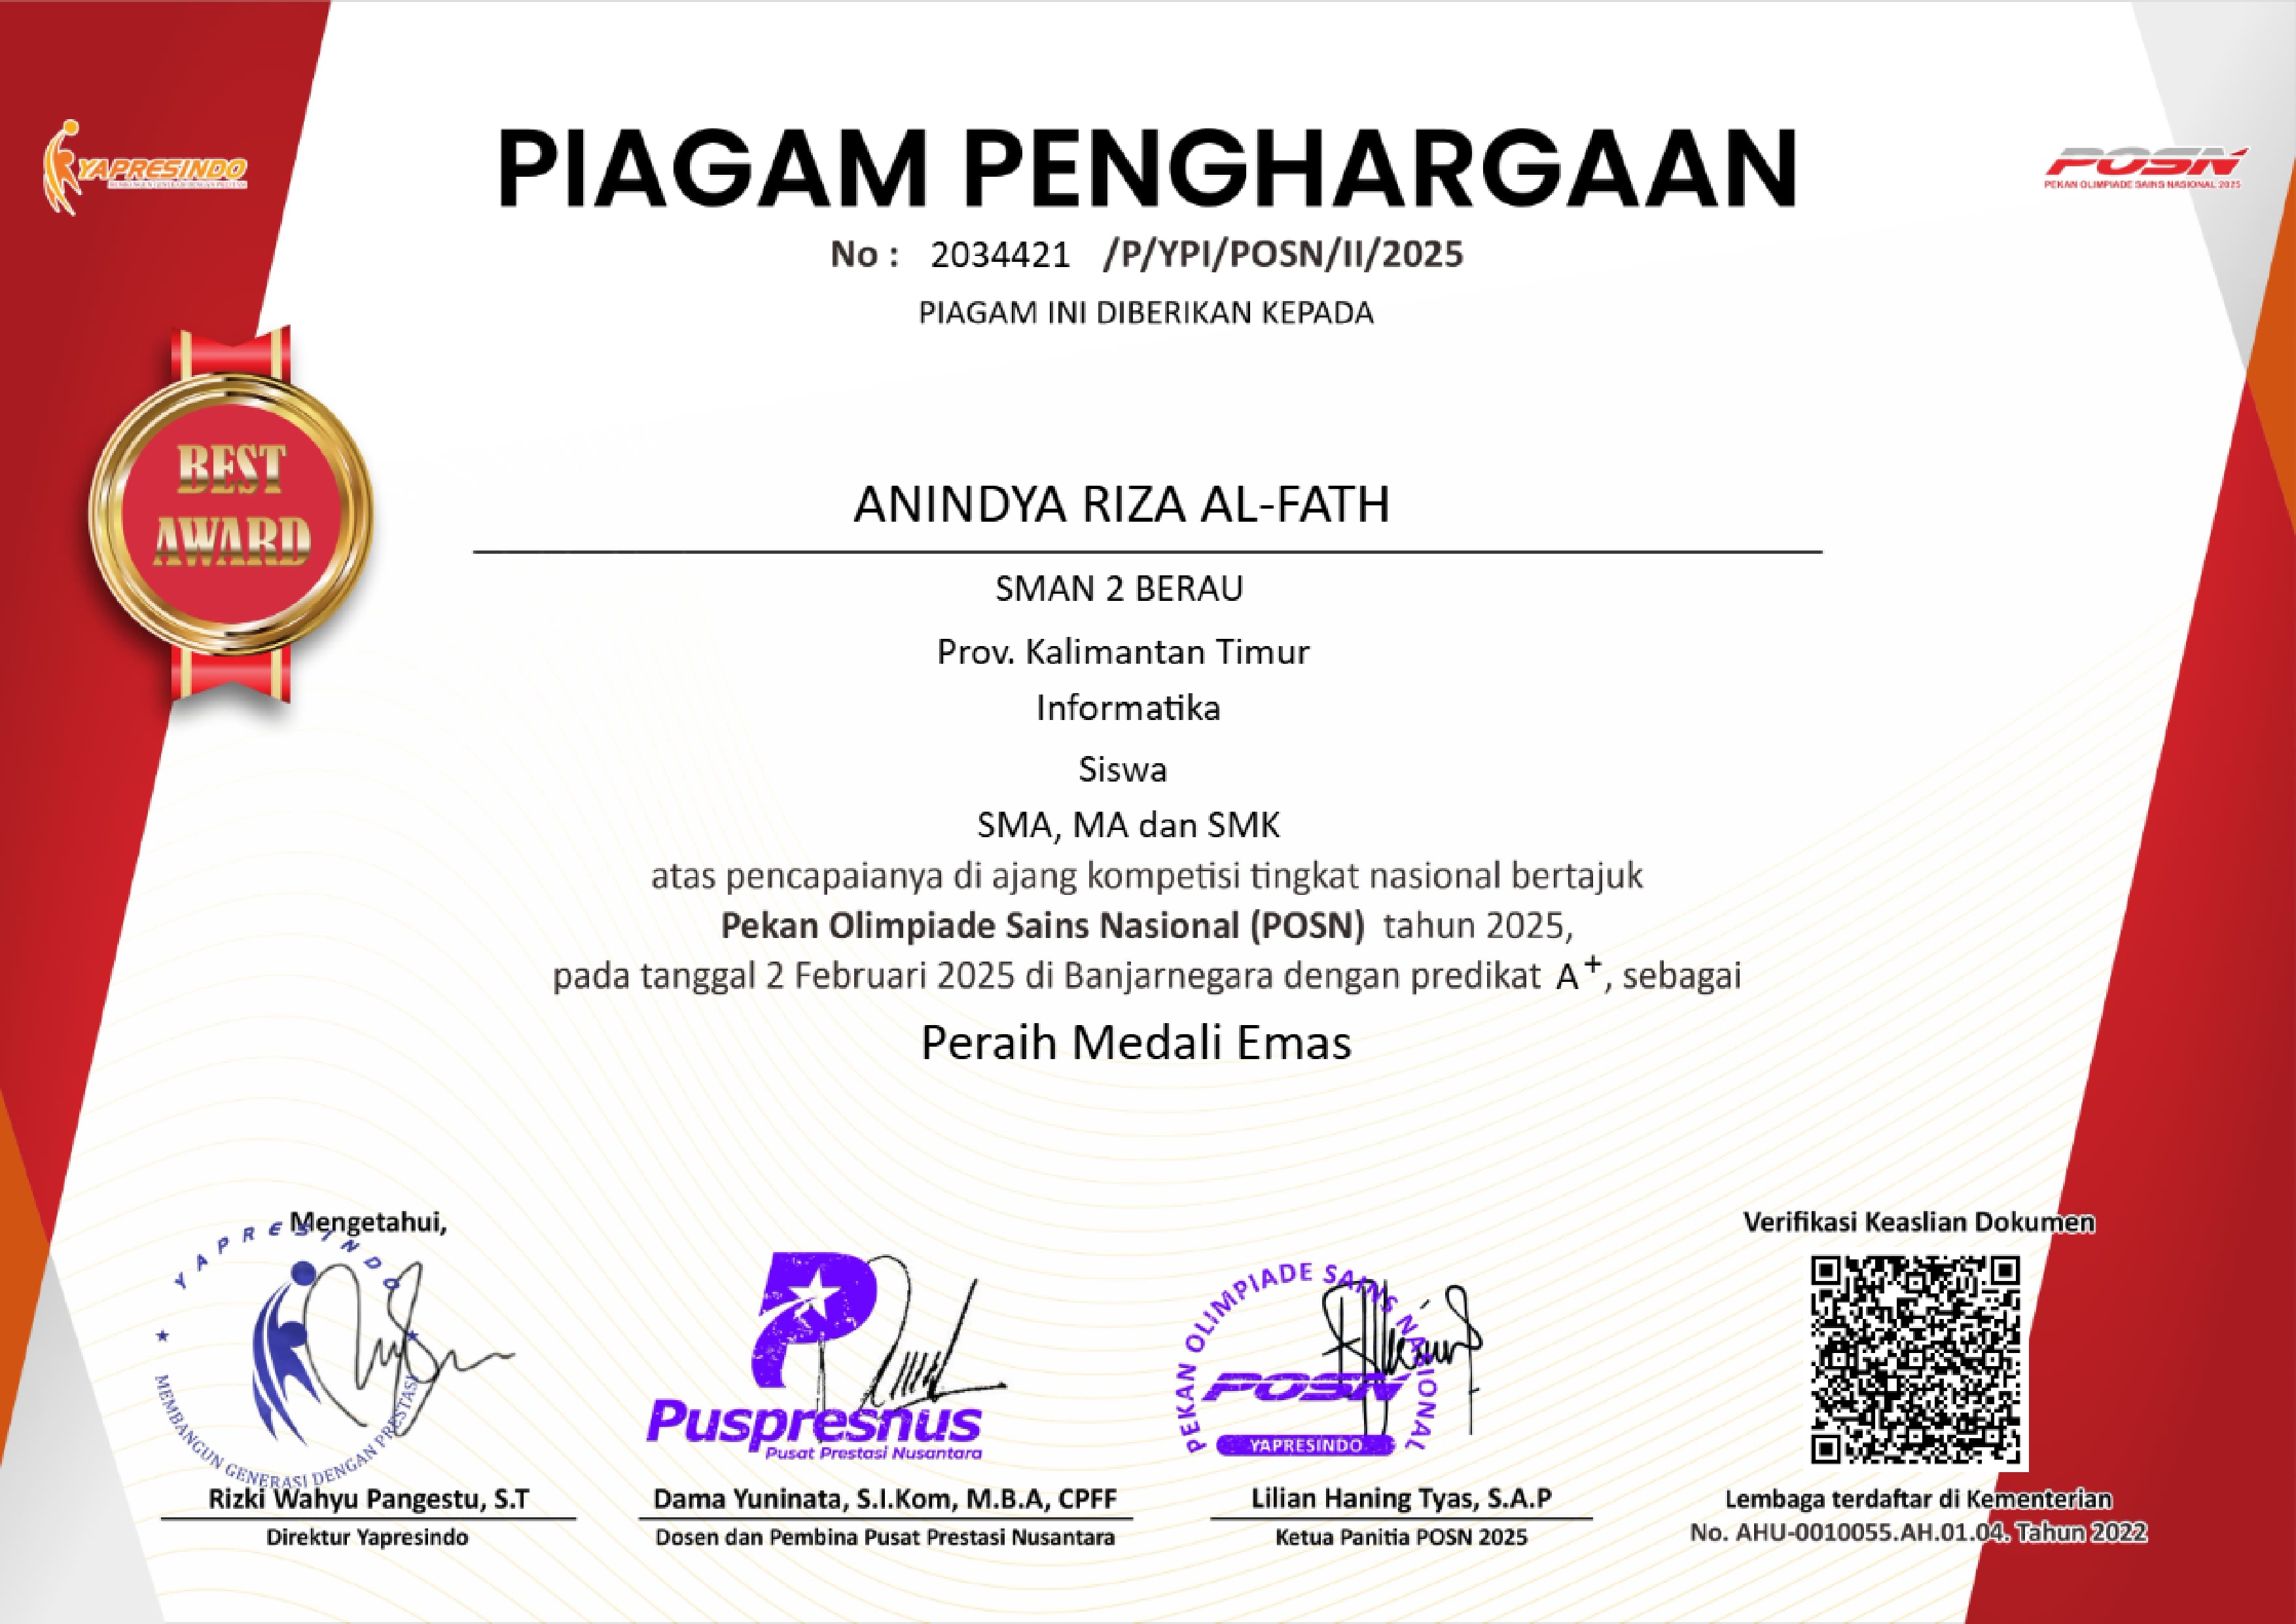 YAPRESINDO
POSN
PEKAN OLIMPIADE SAINS NASIONAL 2025
PIAGAM PENGHARGAAN
No : 2034421 /P/YPI/POSN/II/2025
PIAGAM INI DIBERIKAN KEPADA
BEST
AWARD
ANINDYA RIZA AL-FATH
SMAN 2 BERAU
Prov. Kalimantan Timur
Informatika
Siswa
SMA, MA dan SMK
atas pencapaianya di ajang kompetisi tingkat nasional bertajuk
Pekan Olimpiade Sains Nasional (POSN) tahun 2025,
pada tanggal 2 Februari 2025 di Banjarnegara dengan predikat A+, sebagai
Peraih Medali Emas
Mengetahui,
YAPRESINDO
MEMBANGUN GENERASI DENGAN PRESTASI
Rizki Wahyu Pangestu, S.T
Direktur Yapresindo
Puspresnus
Pusat Prestasi Nusantara
Dama Yuninata, S.I.Kom, M.B.A, CPFF
Dosen dan Pembina Pusat Prestasi Nusantara
PEKAN OLIMPIADE SAINS NASIONAL
POSN
YAPRESINDO
Lilian Haning Tyas, S.A.P
Ketua Panitia POSN 2025
Verifikasi Keaslian Dokumen
Lembaga terdaftar di Kementerian
No. AHU-0010055.AH.01.04. Tahun 2022